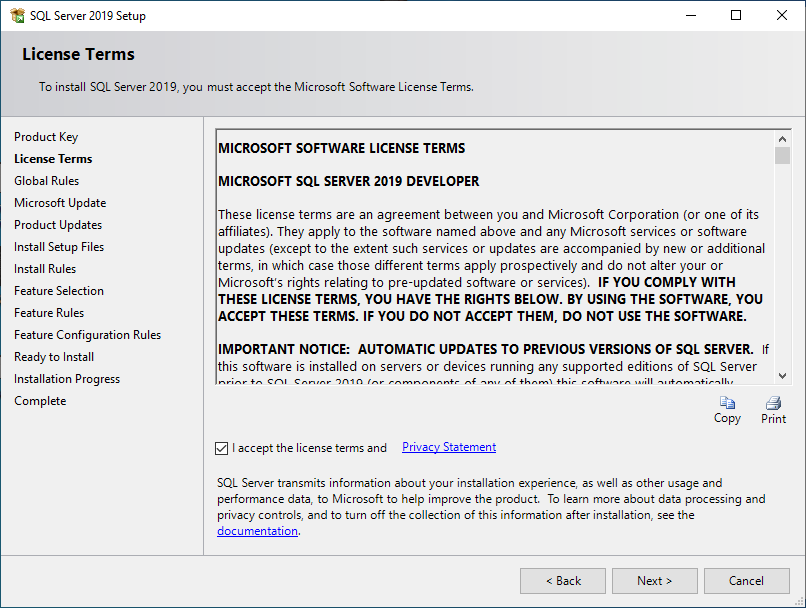 SQL Server 2019 Setup
License Terms
To install SQL Server 2019, you must accept the Microsoft Software License Terms.
Product Key
License Terms
Global Rules
Microsoft Update
Product Updates
Install Setup Files
Install Rules
Feature Selection
Feature Rules
Feature Configuration Rules
Ready to Install
Installation Progress
Complete
MICROSOFT SOFTWARE LICENSE TERMS
MICROSOFT SQL SERVER 2019 DEVELOPER
These license terms are an agreement between you and Microsoft Corporation (or one of its
affiliates). They apply to the software named above and any Microsoft services or software
updates (except to the extent such services or updates are accompanied by new or additional
terms, in which case those different terms apply prospectively and do not alter your or
Microsoft's rights relating to pre-updated software or services).  IF YOU COMPLY WITH
THESE LICENSE TERMS, YOU HAVE THE RIGHTS BELOW. BY USING THE SOFTWARE, YOU
ACCEPT THESE TERMS. IF YOU DO NOT ACCEPT THEM, DO NOT USE THE SOFTWARE.
IMPORTANT NOTICE:  AUTOMATIC UPDATES TO PREVIOUS VERSIONS OF SQL SERVER.  If
this software is installed on servers or devices running any supported editions of SQL Server
prior to SQL Server 2019 (or components of any of them) this software will automatically
Copy
Print
I accept the license terms and Privacy Statement
SQL Server transmits information about your installation experience, as well as other usage and
performance data, to Microsoft to help improve the product.  To learn more about data processing and
privacy controls, and to turn off the collection of this information after installation, see the
documentation.
< Back
Next >
Cancel